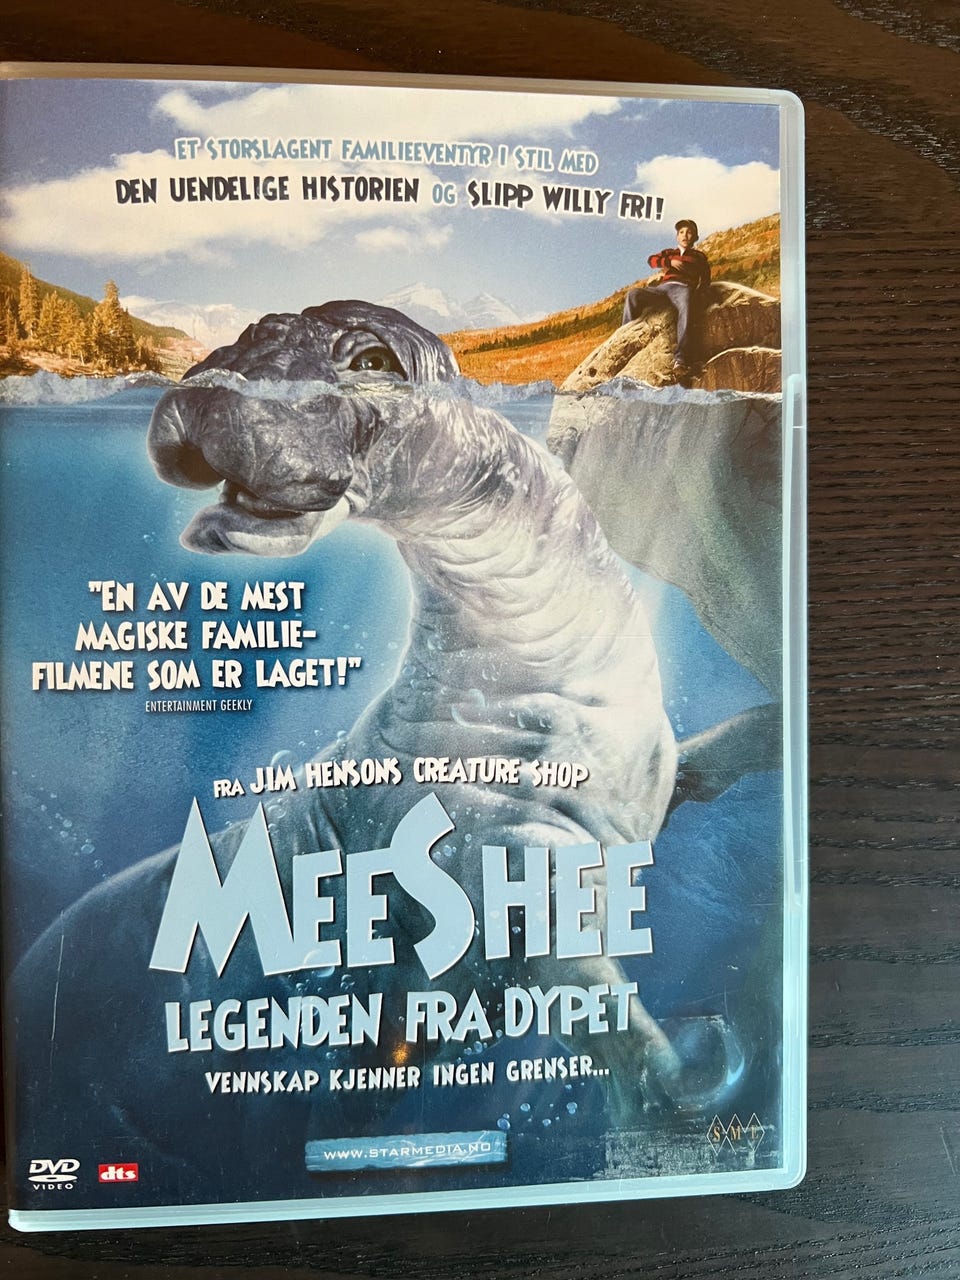 ET STORSLAGENT FAMILIEEVENTYR I STIL MED
DEN UENDELIGE HISTORIEN OG SLIPP WILLY FRI!
"EN AV DE MEST
MAGISKE FAMILIE-
FILMENE SOM ER LAGET!"
ENTERTAINMENT GEEKLY
FRA JIM HENSONS CREATURE SHOP
MEESHEE
LEGENDEN FRA DYPET
VENNSKAP KJENNER INGEN GRENSER...
WWW.STARMEDIA.NO
SME
DVD
VIDEO
dts